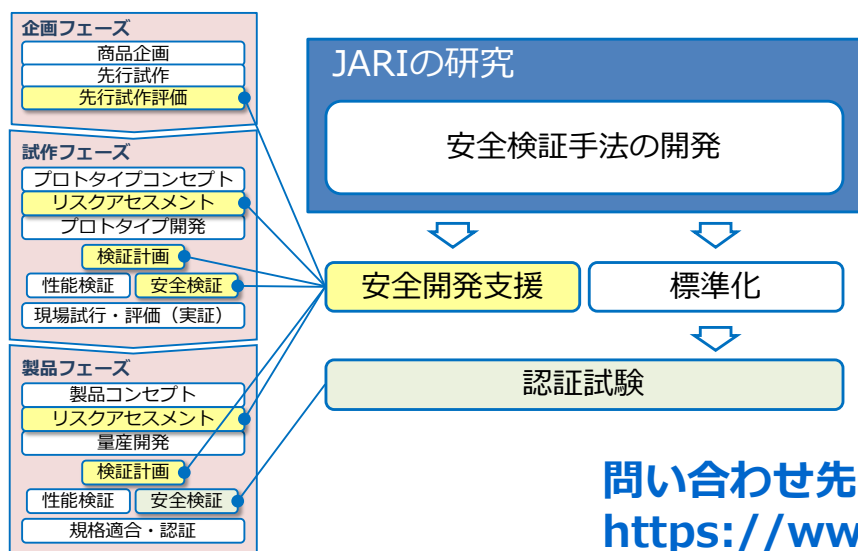 企画フェーズ
商品企画
先行試作
先行試作評価
試作フェーズ
プロトタイプコンセプト
リスクアセスメント
プロトタイプ開発
検証計画
性能検証 安全検証
現場試行・評価（実証）
製品フェーズ
製品コンセプト
リスクアセスメント
量産開発
検証計画
性能検証 安全検証
規格適合・認証
JARIの研究
安全検証手法の開発
安全開発支援 標準化
認証試験
問い合わせ先
https://ww